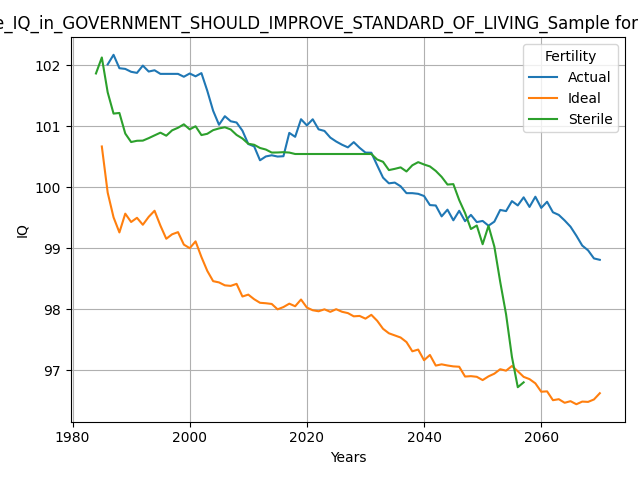 e_IQ_in_GOVERNMENT_SHOULD_IMPROVE_STANDARD_OF_LIVING_Sample for
Fertility
Actual
Ideal
Sterile
IQ
102
101
100
99
98
97
1980
2000
2020
2040
2060
Years